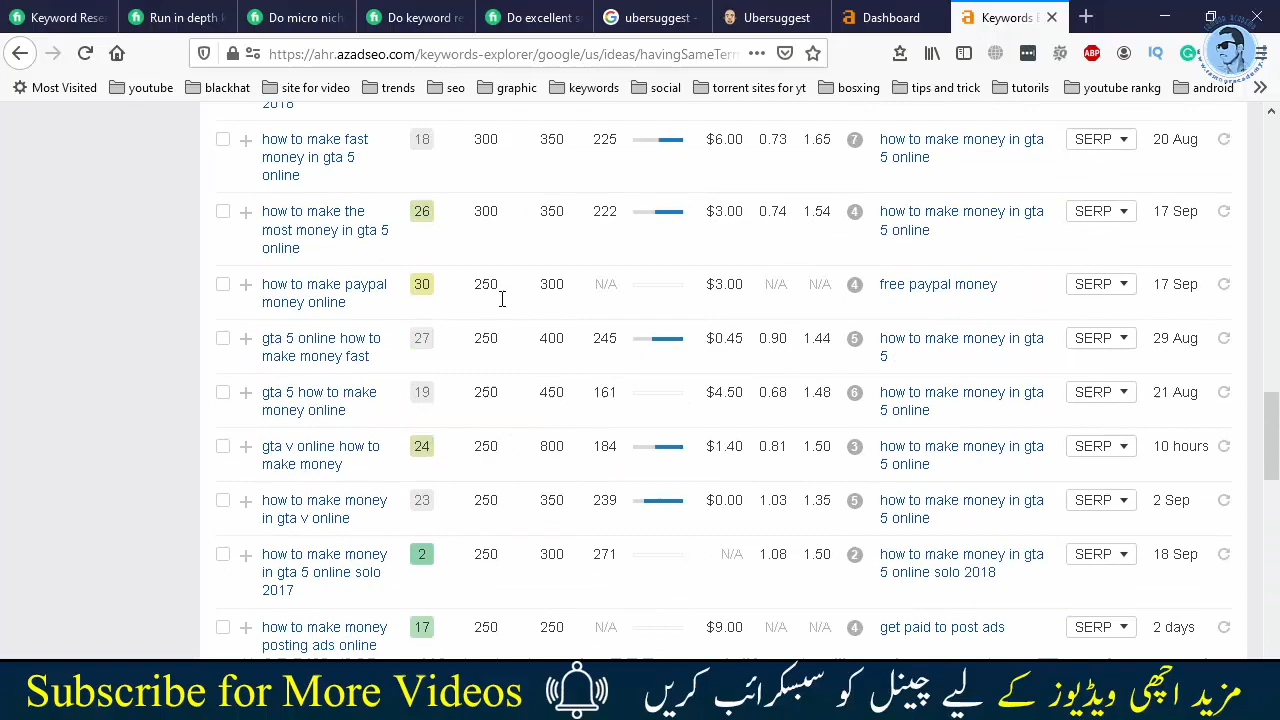 Keyword Resea
Run in depth k
Do micro nich
Do keyword re
Do excellent s
ubersuggest -
Ubersuggest
Dashboard
Keywords E
https://ahr.azadseo.com/keywords-explorer/google/us/ideas/havingSameTerm
ABP
IQ
Most Visited
youtube
blackhat
site for video
trends
seo
graphic
keywords
social
torrent sites for yt
bosxing
tips and trick
tutorils
youtube rankg
android
2018
how to make fast 18 300 350 225 $6.00 0.73 1.65 7 how to make money in gta SERP 20 Aug
money in gta 5 5 online
online
how to make the 26 300 350 222 $3.00 0.74 1.54 4 how to make money in gta SERP 17 Sep
most money in gta 5 5 online
online
how to make paypal 30 250 300 N/A $3.00 N/A N/A 4 free paypal money SERP 17 Sep
money online
gta 5 online how to 27 250 400 245 $0.45 0.90 1.44 5 how to make money in gta SERP 29 Aug
make money fast 5
gta 5 how to make 19 250 450 161 $4.50 0.68 1.48 6 how to make money in gta SERP 21 Aug
money online 5 online
gta v online how to 24 250 800 184 $1.40 0.81 1.50 3 how to make money in gta SERP 10 hours
make money 5 online
how to make money 23 250 350 239 $0.00 1.03 1.35 5 how to make money in gta SERP 2 Sep
in gta v online 5 online
how to make money 2 250 300 271 N/A 1.08 1.50 2 how to make money in gta SERP 18 Sep
in gta 5 online solo 5 online solo 2018
2017
how to make money 17 250 250 N/A $9.00 N/A N/A 4 get paid to post ads SERP 2 days
posting ads online
Subscribe for More Videos
مزید اچھی ویڈیوز کے لیے چینل کو سبسکرائب کریں